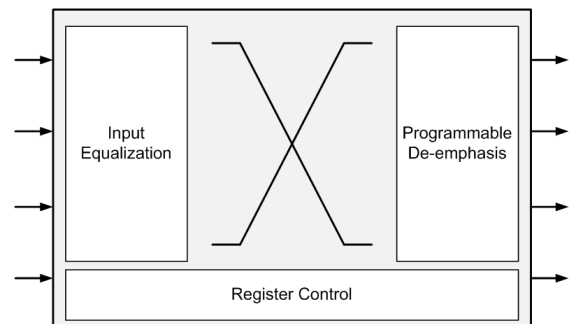 Input
Equalization
Programmable
De-emphasis
Register Control